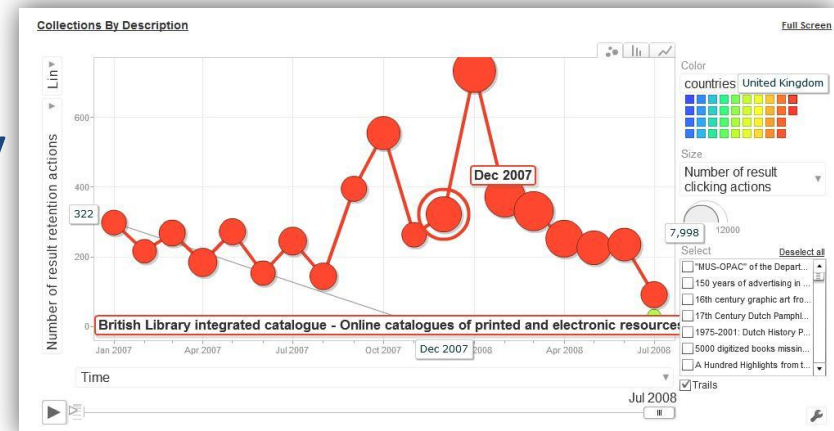 Collections By Description
Full Screen
Lin
Number of result retention actions
600
400
200
0
322
Dec 2007
British Library integrated catalogue - Online catalogues of printed and electronic resources
Jan 2007
Apr 2007
Jul 2007
Oct 2007
Dec 2007
2008
Apr 2008
Jul 2008
Time
Jul 2008
Color
countries
United Kingdom
Size
Number of result
clicking actions
7,998
12000
Select
Deselect all
"MUS-OPAC" of the Depart...
150 years of advertising in ...
16th century graphic art fro...
17th Century Dutch Pamphl...
1975-2001: Dutch History P...
5000 digitized books missin...
A Hundred Highlights from t...
Trails